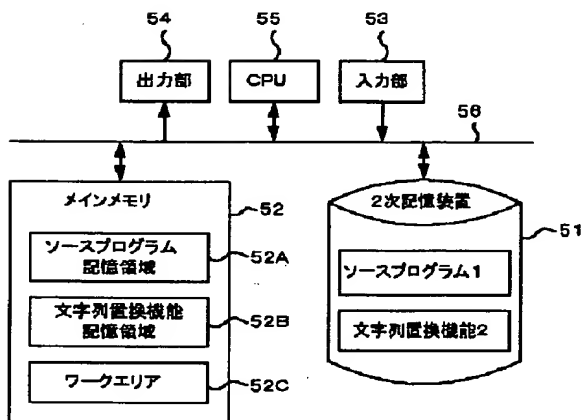 54
55
53
出力部
CPU
入力部
56
メインメモリ
52
ソースプログラム
記憶領域
52A
文字列置換機能
記憶領域
52B
ワークエリア
52C
2次記憶装置
51
ソースプログラム1
文字列置換機能2